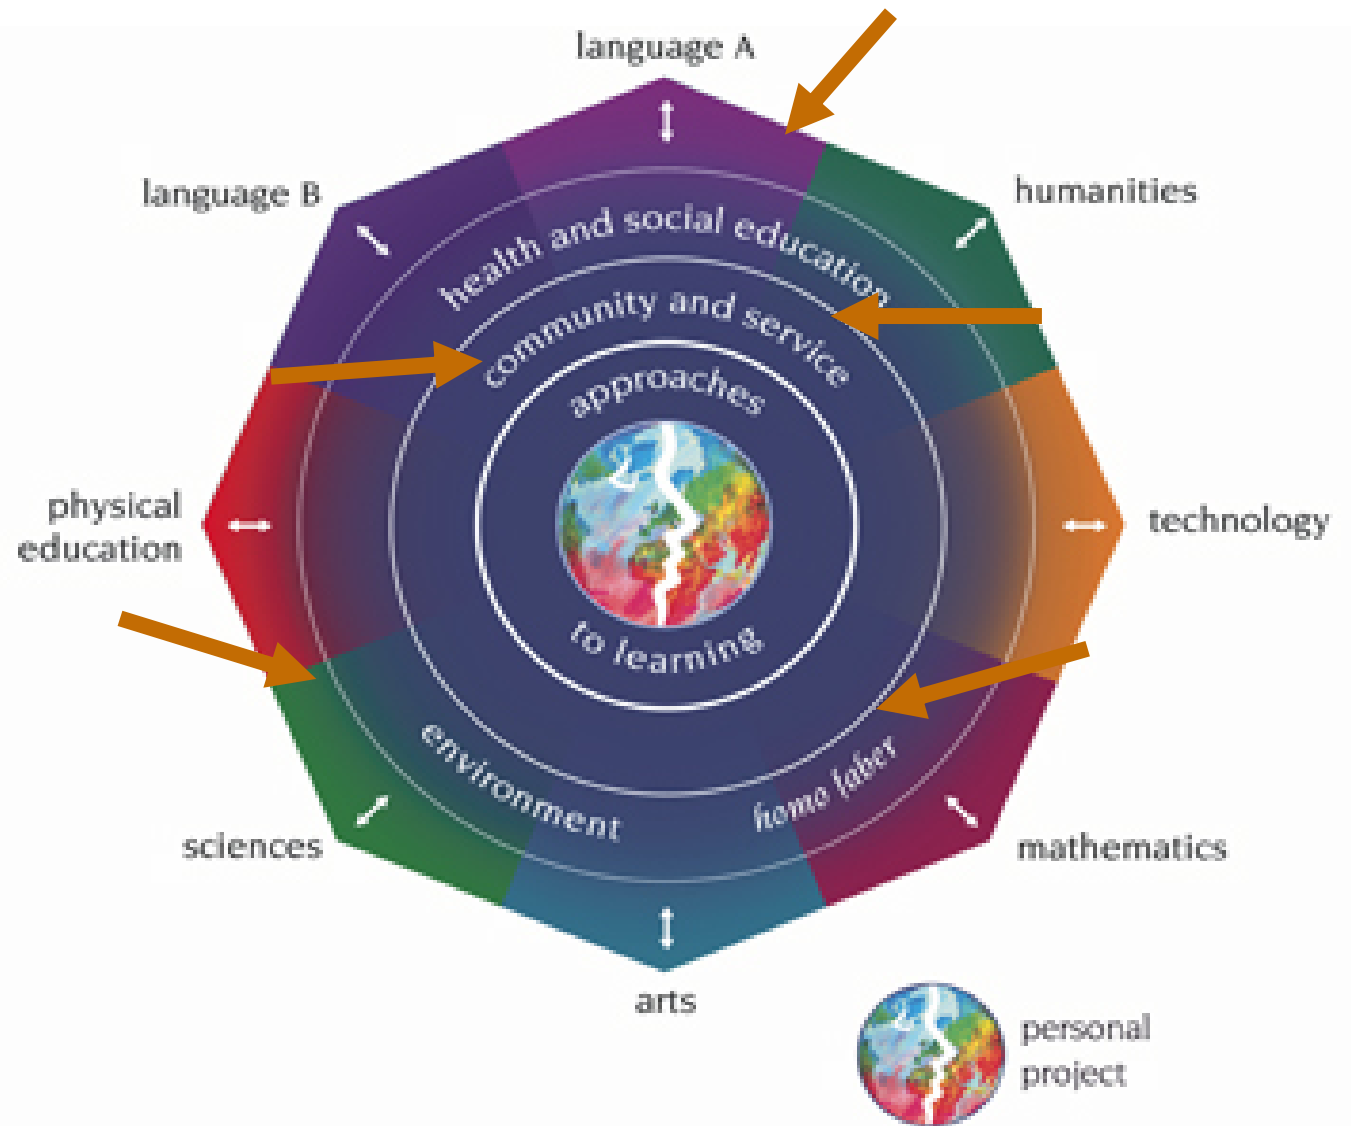 language A
language B
humanities
health and social education
community and service
approaches
physical
education
technology
to learning
environment
homo faber
sciences
mathematics
arts
personal
project